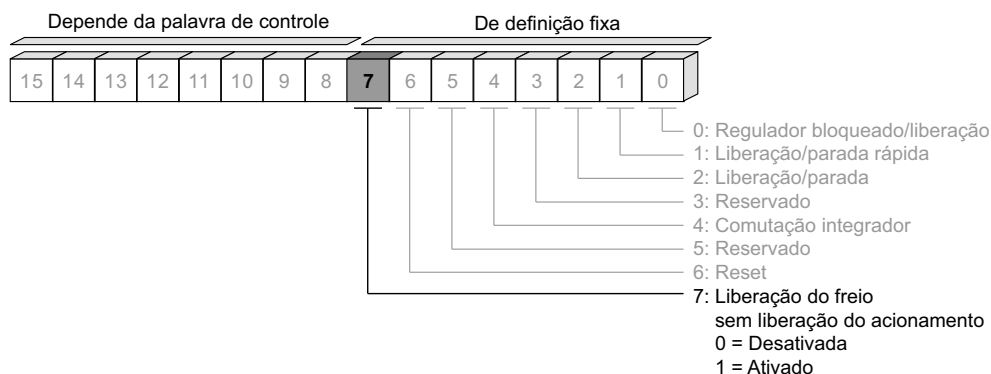 Depende da palavra de controle
De definição fixa
15 14 13 12 11 10 9 8 7 6 5 4 3 2 1 0
0: Regulador bloqueado/liberação
1: Liberação/parada rápida
2: Liberação/parada
3: Reservado
4: Comutação integrador
5: Reservado
6: Reset
7: Liberação do freio
sem liberação do acionamento
0 = Desativada
1 = Ativado